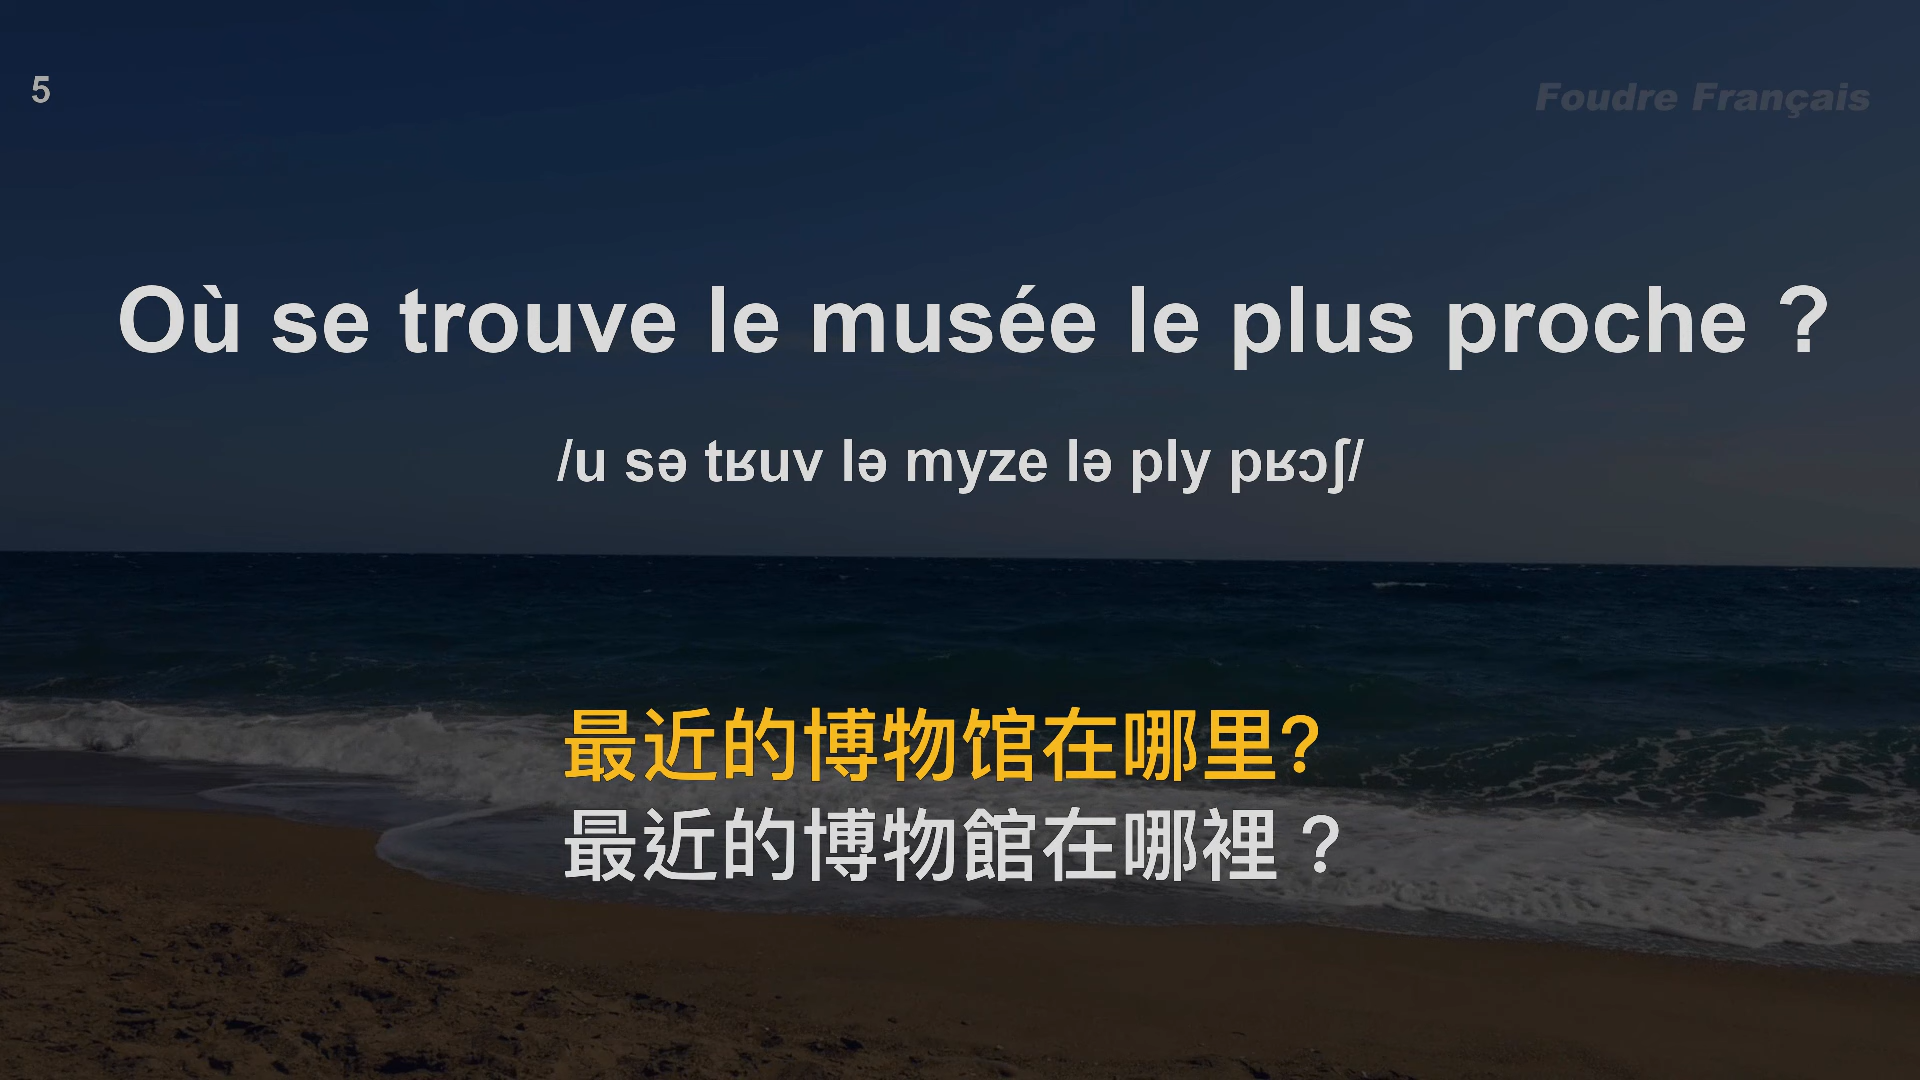 5
Foudre Français
Où se trouve le musée le plus proche ?
/u sə tʁuv lə myze lə ply pʁɔʃ/
最近的博物馆在哪里?
最近的博物館在哪裡？